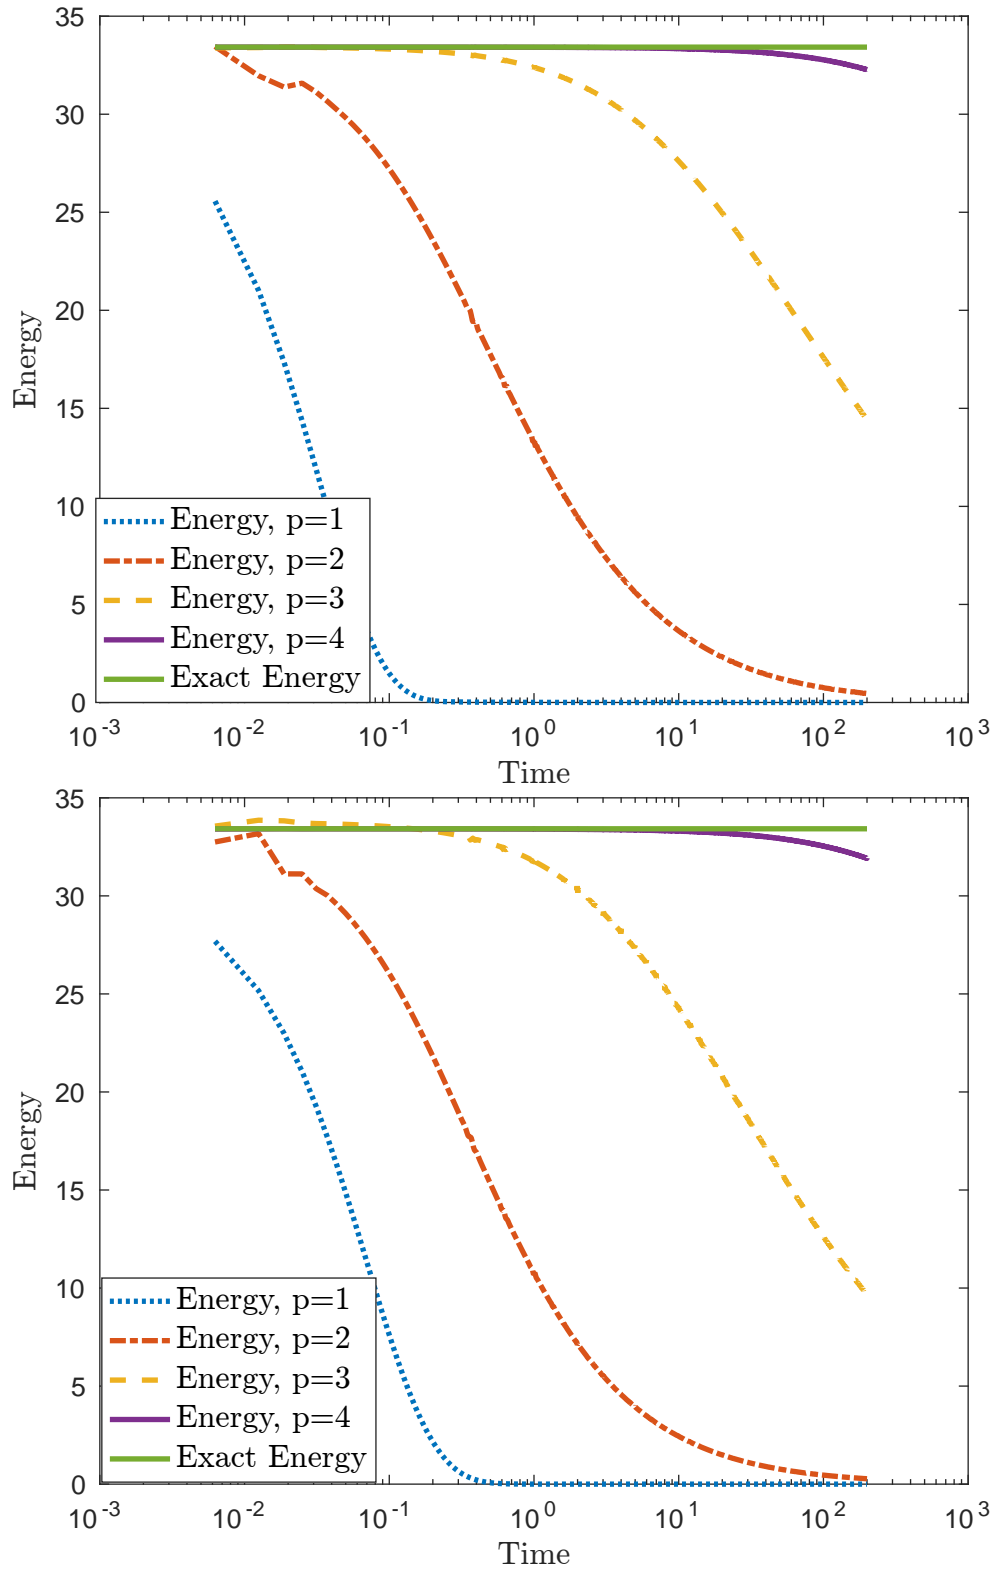 35
30
25
20
15
10
5
0
Energy
Energy, p=1
Energy, p=2
Energy, p=3
Energy, p=4
Exact Energy
10^-3 10^-2 10^-1 10^0 10^1 10^2 10^3
Time
35
30
25
20
15
10
5
0
Energy
Energy, p=1
Energy, p=2
Energy, p=3
Energy, p=4
Exact Energy
10^-3 10^-2 10^-1 10^0 10^1 10^2 10^3
Time